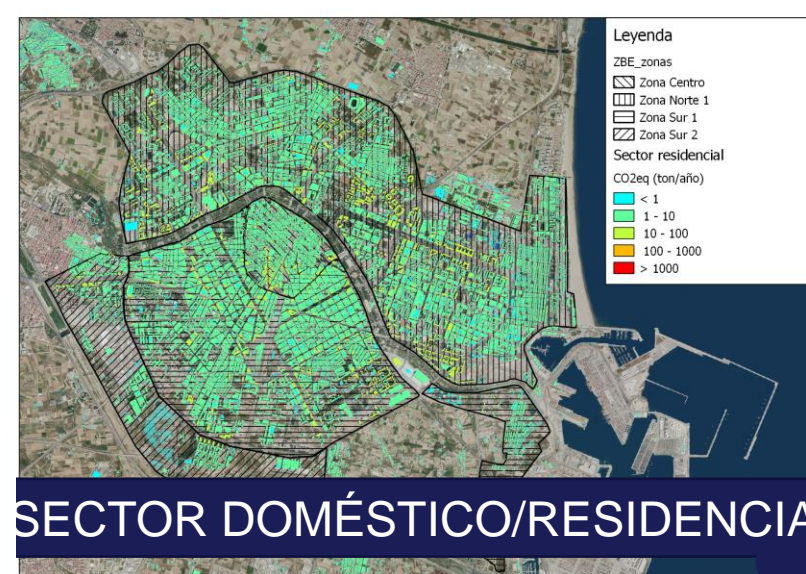 Leyenda
ZBE_zonas
Zona Centro
Zona Norte 1
Zona Sur 1
Zona Sur 2
Sector residencial
CO2eq (ton/año)
< 1
1 - 10
10 - 100
100 - 1000
> 1000
SECTOR DOMÉSTICO/RESIDENCIA